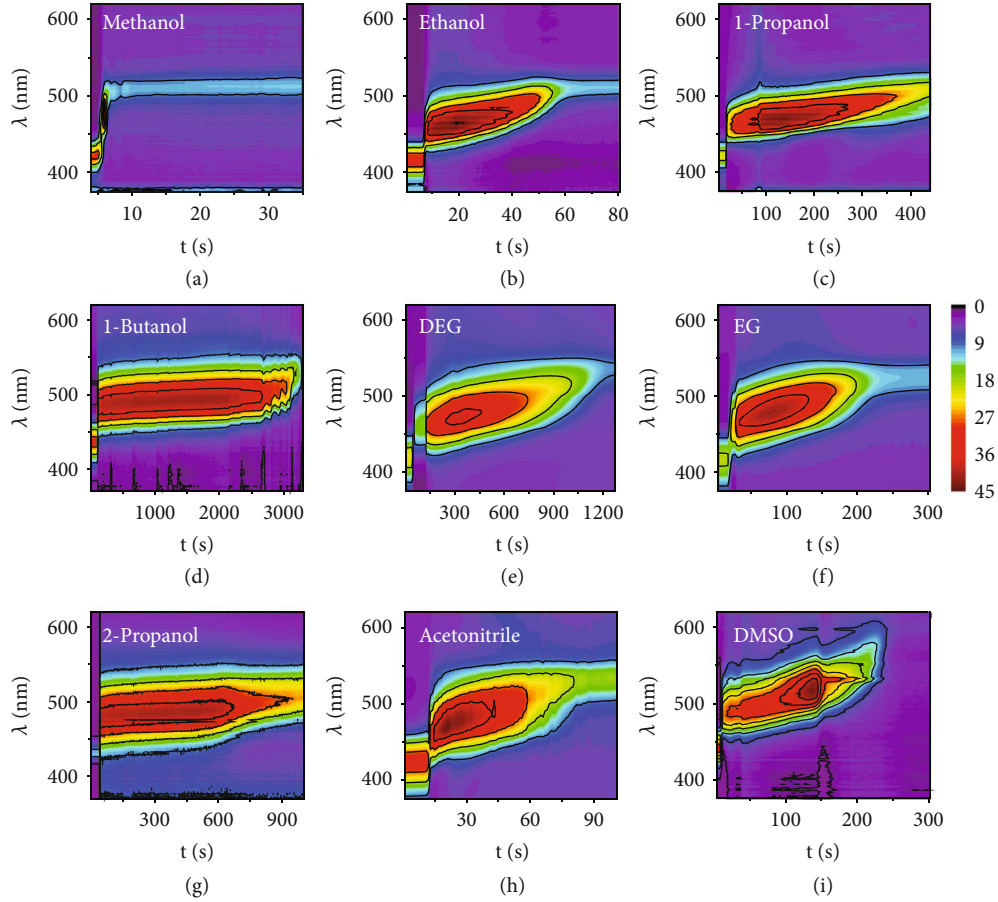 Methanol
Ethanol
1-Propanol
600
500
400
λ (nm)
10
20
30
t (s)
(a)
600
500
400
λ (nm)
20
40
60
80
t (s)
(b)
600
500
400
λ (nm)
100
200
300
400
t (s)
(c)
1-Butanol
600
500
400
λ (nm)
1000
2000
3000
t (s)
(d)
DEG
600
500
400
λ (nm)
300
600
900
1200
t (s)
(e)
EG
600
500
400
λ (nm)
100
200
300
t (s)
(f)
0
9
18
27
36
45
2-Propanol
600
500
400
λ (nm)
300
600
900
t (s)
(g)
Acetonitrile
600
500
400
λ (nm)
30
60
90
t (s)
(h)
DMSO
600
500
400
λ (nm)
100
200
300
t (s)
(i)